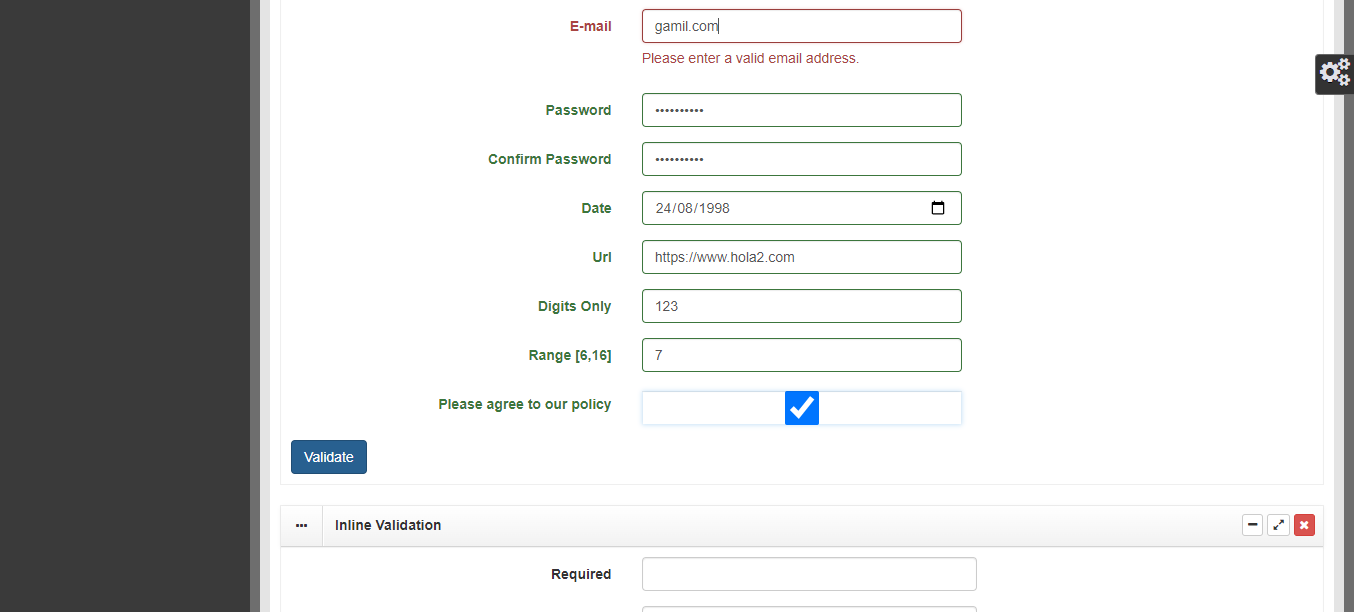 E-mail gamil.com
Please enter a valid email address.
Password ••••••••••
Confirm Password ••••••••••
Date 24/08/1998
Url https://www.hola2.com
Digits Only 123
Range [6,16] 7
Please agree to our policy
Validate
Inline Validation
Required